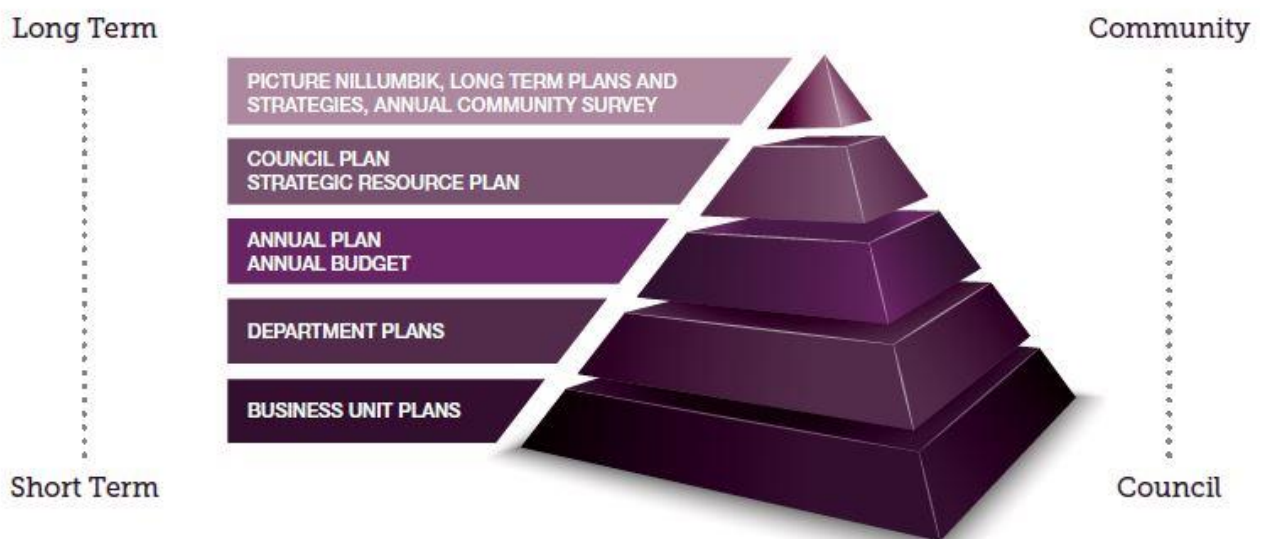 Long Term
Community
PICTURE NILLUMBIK, LONG TERM PLANS AND
STRATEGIES, ANNUAL COMMUNITY SURVEY
COUNCIL PLAN
STRATEGIC RESOURCE PLAN
ANNUAL PLAN
ANNUAL BUDGET
DEPARTMENT PLANS
BUSINESS UNIT PLANS
Short Term
Council